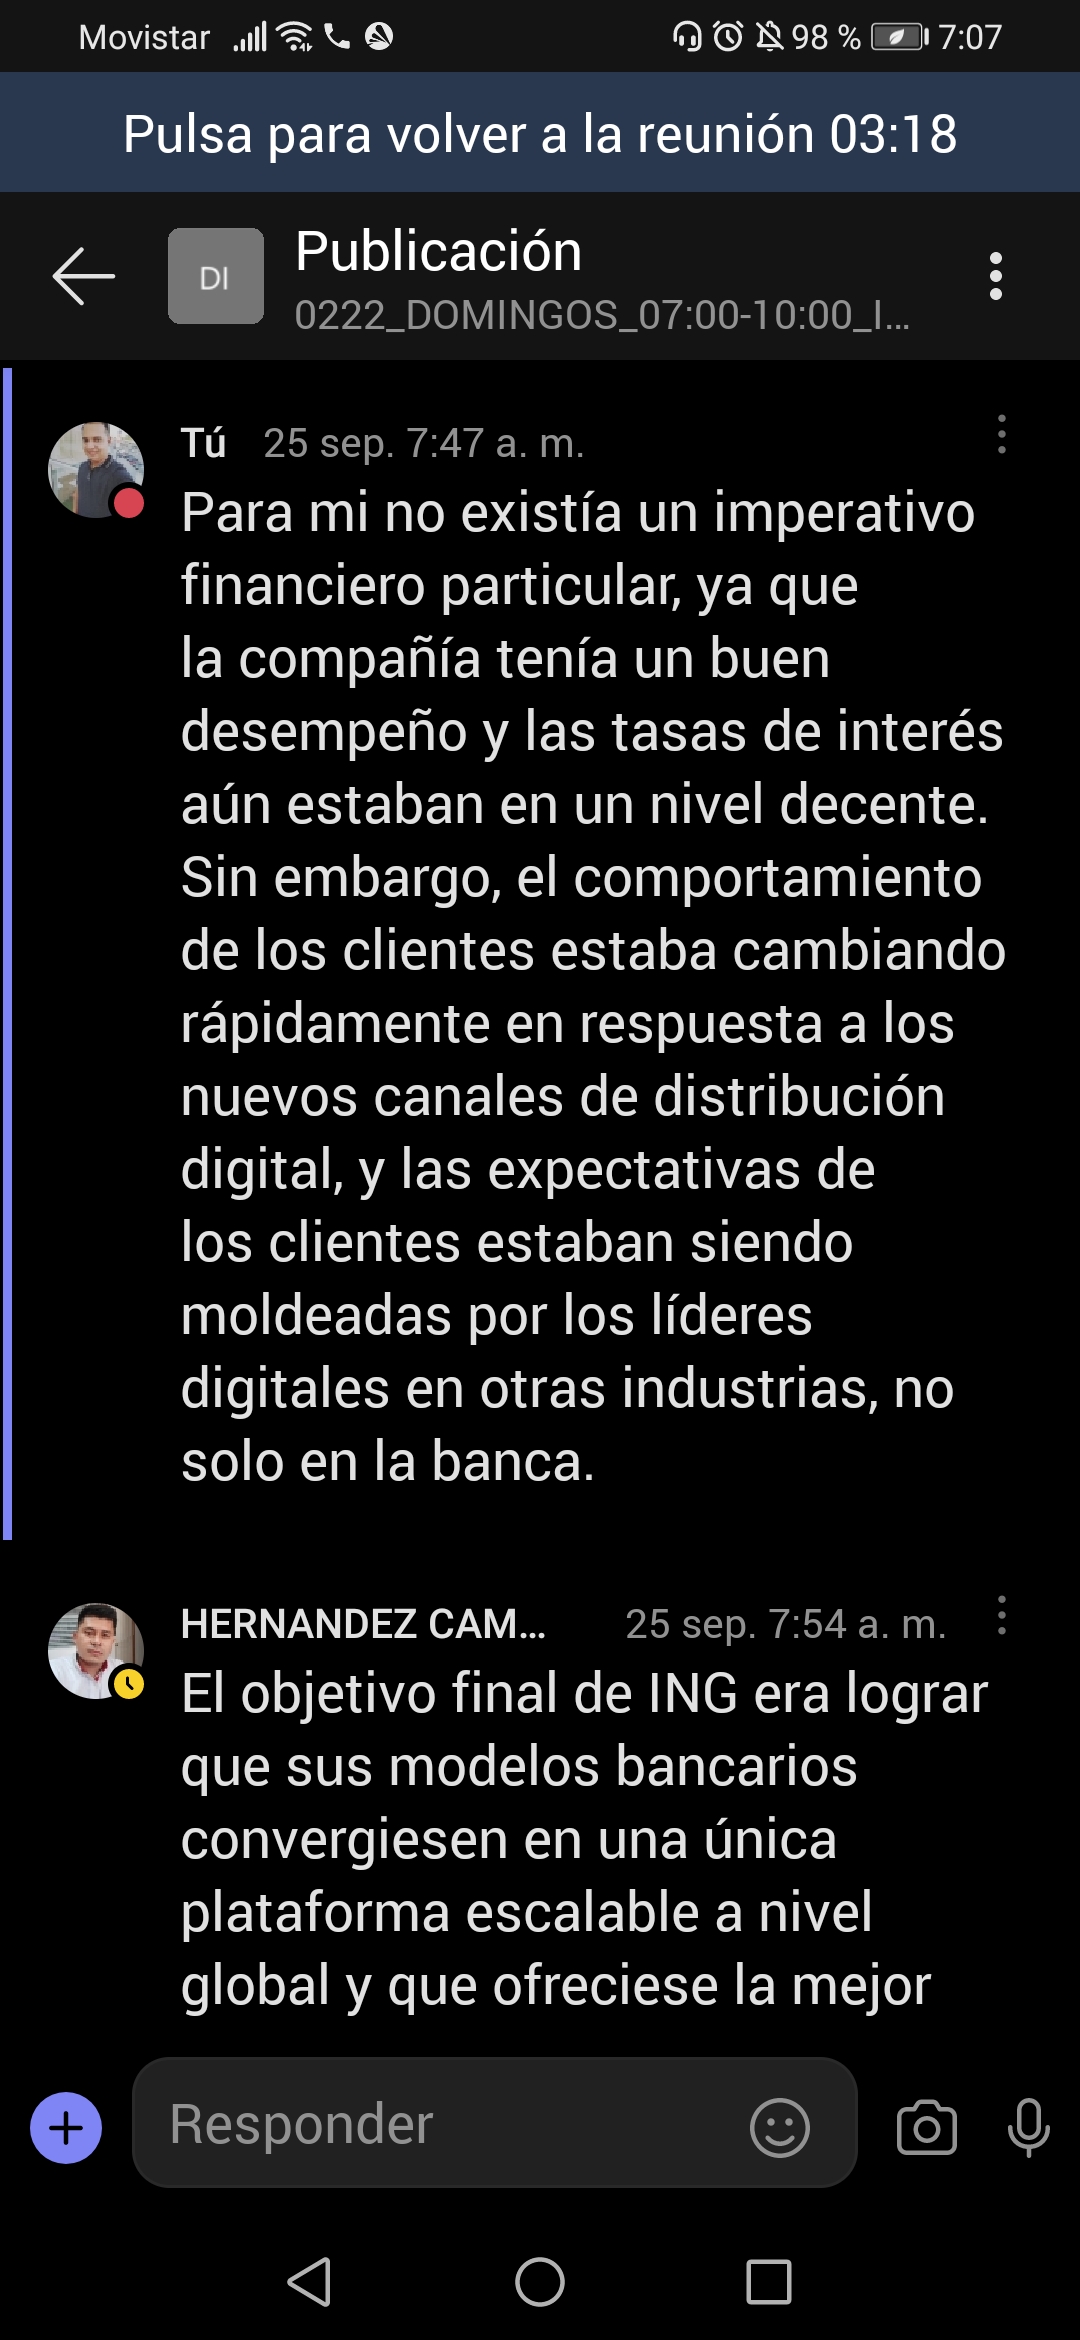 Movistar 98 % 7:07
Pulsa para volver a la reunión 03:18
DI
Publicación
0222_DOMINGOS_07:00-10:00_I...
Tú 25 sep. 7:47 a. m.
Para mi no existía un imperativo
financiero particular, ya que
la compañía tenía un buen
desempeño y las tasas de interés
aún estaban en un nivel decente.
Sin embargo, el comportamiento
de los clientes estaba cambiando
rápidamente en respuesta a los
nuevos canales de distribución
digital, y las expectativas de
los clientes estaban siendo
moldeadas por los líderes
digitales en otras industrias, no
solo en la banca.
HERNANDEZ CAM... 25 sep. 7:54 a. m.
El objetivo final de ING era lograr
que sus modelos bancarios
convergiesen en una única
plataforma escalable a nivel
global y que ofreciese la mejor
Responder